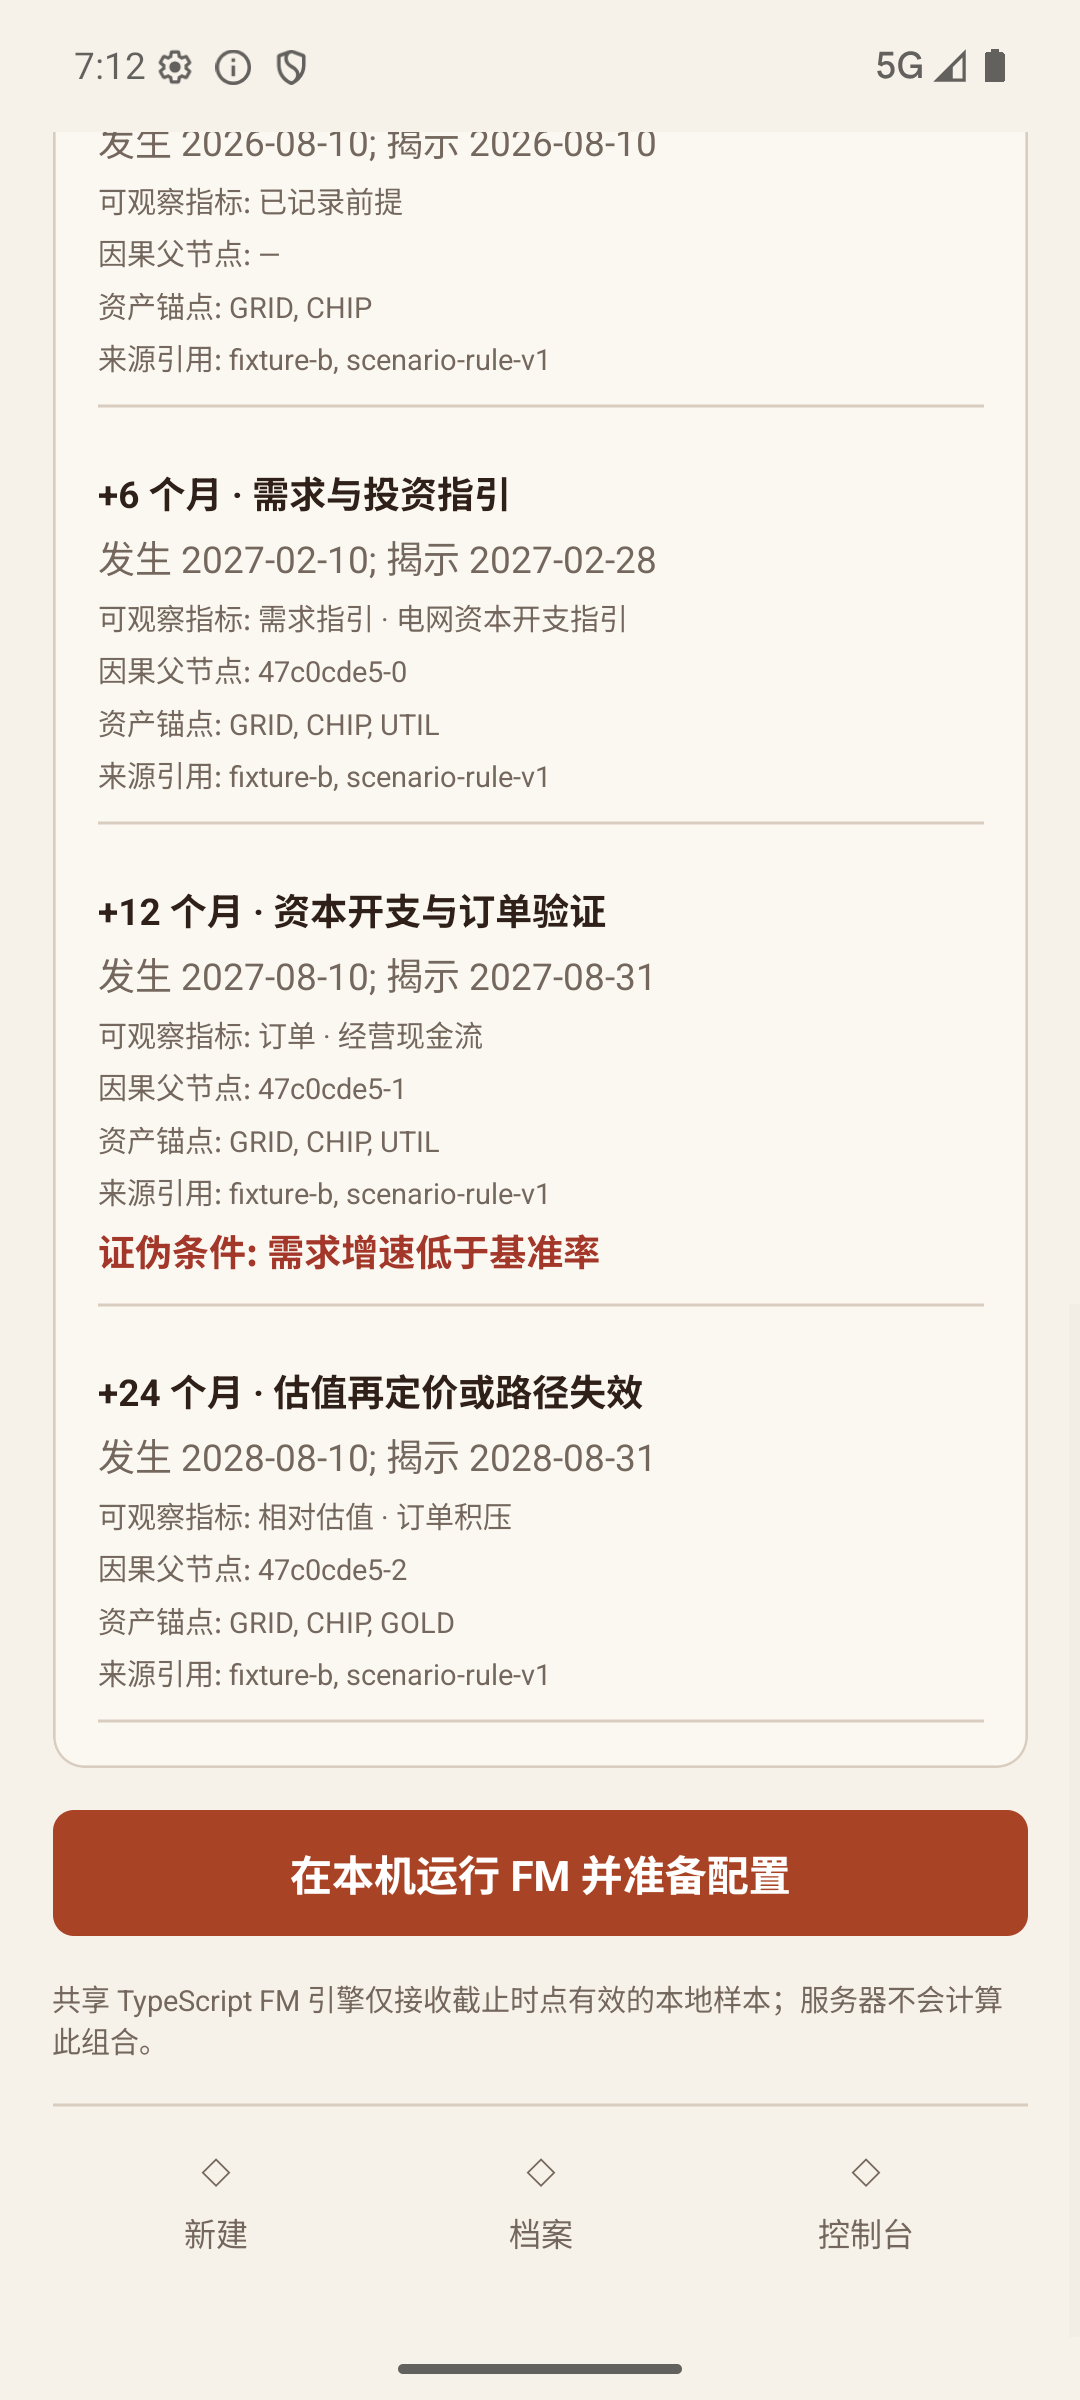 7:12
5G
发生 2026-08-10; 揭示 2026-08-10
可观察指标: 已记录前提
因果父节点: —
资产锚点: GRID, CHIP
来源引用: fixture-b, scenario-rule-v1
+6 个月 · 需求与投资指引
发生 2027-02-10; 揭示 2027-02-28
可观察指标: 需求指引 · 电网资本开支指引
因果父节点: 47c0cde5-0
资产锚点: GRID, CHIP, UTIL
来源引用: fixture-b, scenario-rule-v1
+12 个月 · 资本开支与订单验证
发生 2027-08-10; 揭示 2027-08-31
可观察指标: 订单 · 经营现金流
因果父节点: 47c0cde5-1
资产锚点: GRID, CHIP, UTIL
来源引用: fixture-b, scenario-rule-v1
证伪条件: 需求增速低于基准率
+24 个月 · 估值再定价或路径失效
发生 2028-08-10; 揭示 2028-08-31
可观察指标: 相对估值 · 订单积压
因果父节点: 47c0cde5-2
资产锚点: GRID, CHIP, GOLD
来源引用: fixture-b, scenario-rule-v1
在本机运行 FM 并准备配置
共享 TypeScript FM 引擎仅接收截止时点有效的本地样本；服务器不会计算
此组合。
新建
档案
控制台